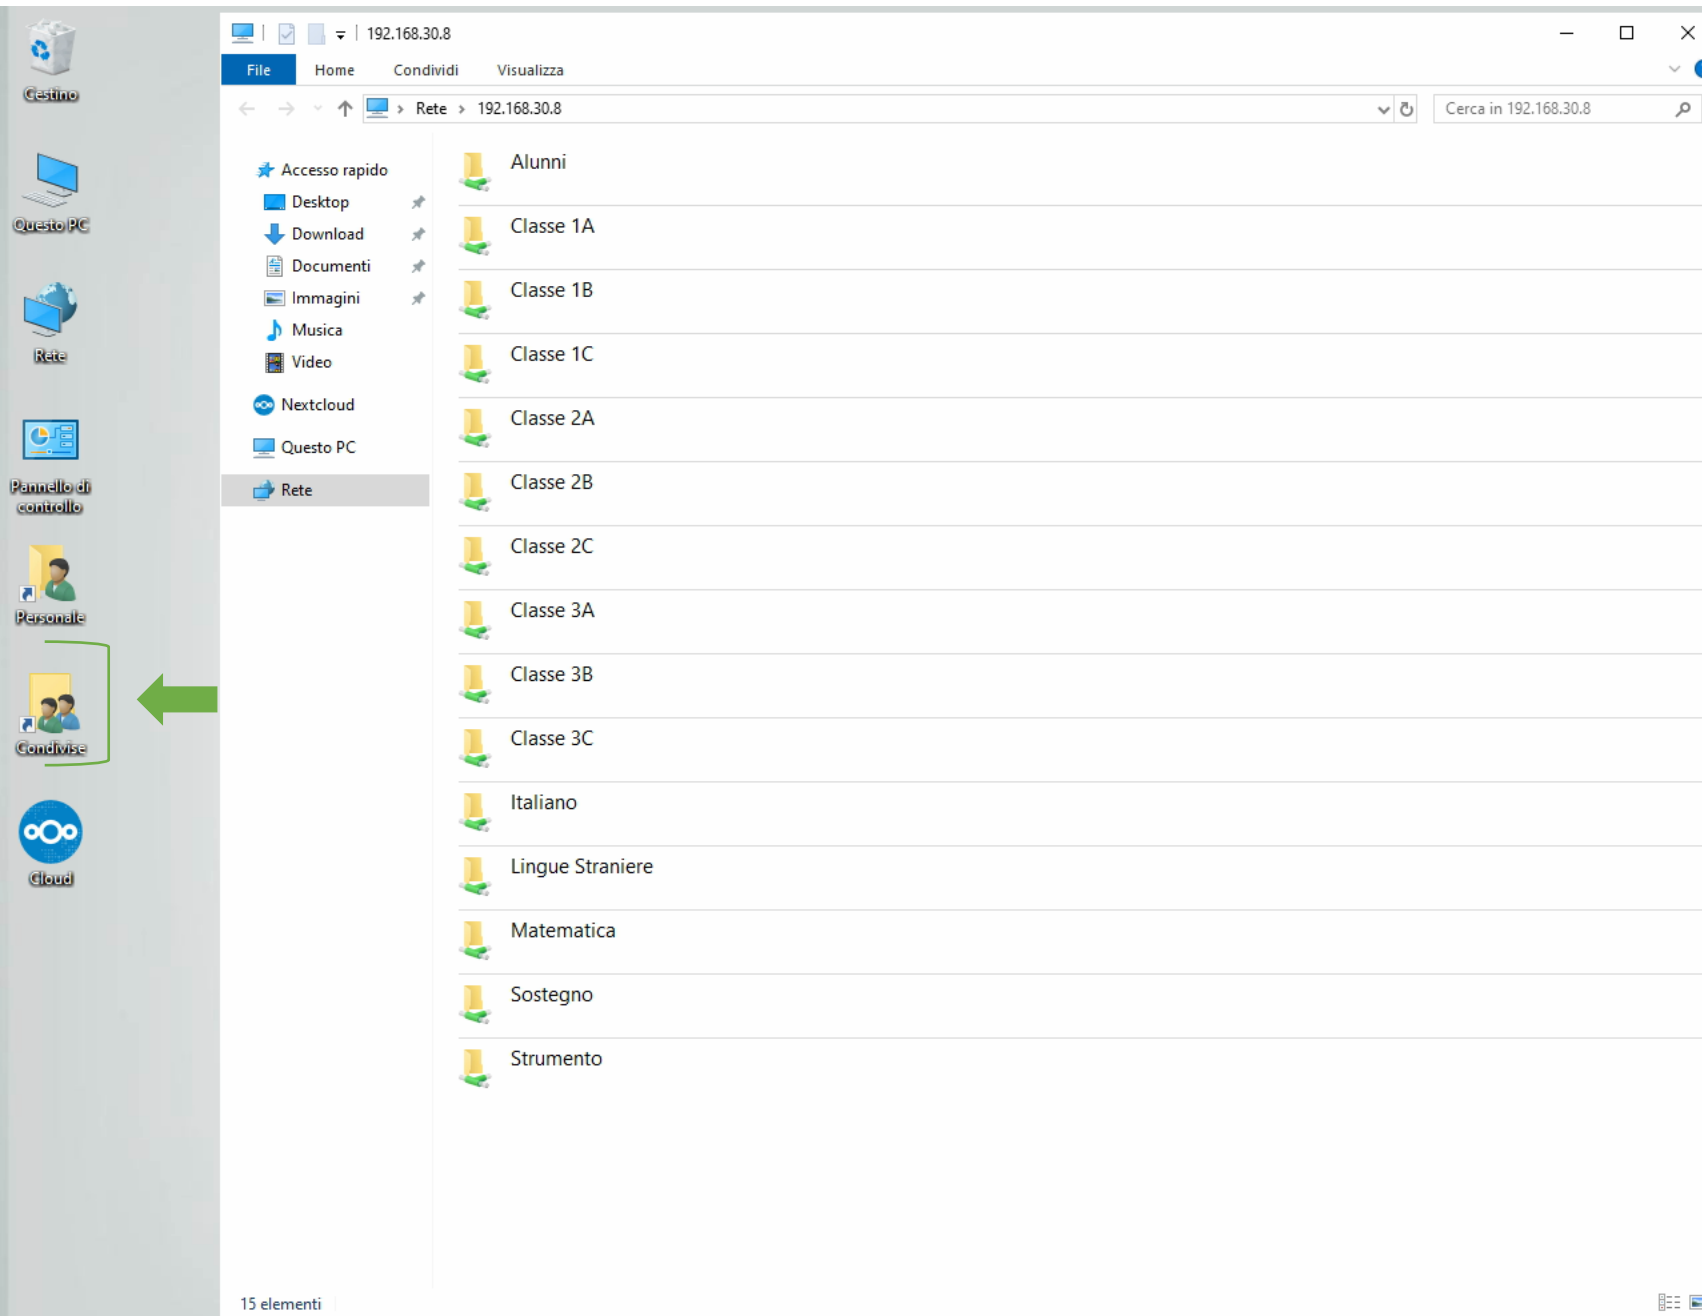 Cestino
Questo PC
Rete
Pannello di
controllo
Personale
Condivise
Cloud
192.168.30.8
File Home Condividi Visualizza
Rete 192.168.30.8
Cerca in 192.168.30.8
Accesso rapido
Desktop
Download
Documenti
Immagini
Musica
Video
Nextcloud
Questo PC
Rete
Alunni
Classe 1A
Classe 1B
Classe 1C
Classe 2A
Classe 2B
Classe 2C
Classe 3A
Classe 3B
Classe 3C
Italiano
Lingue Straniere
Matematica
Sostegno
Strumento
15 elementi